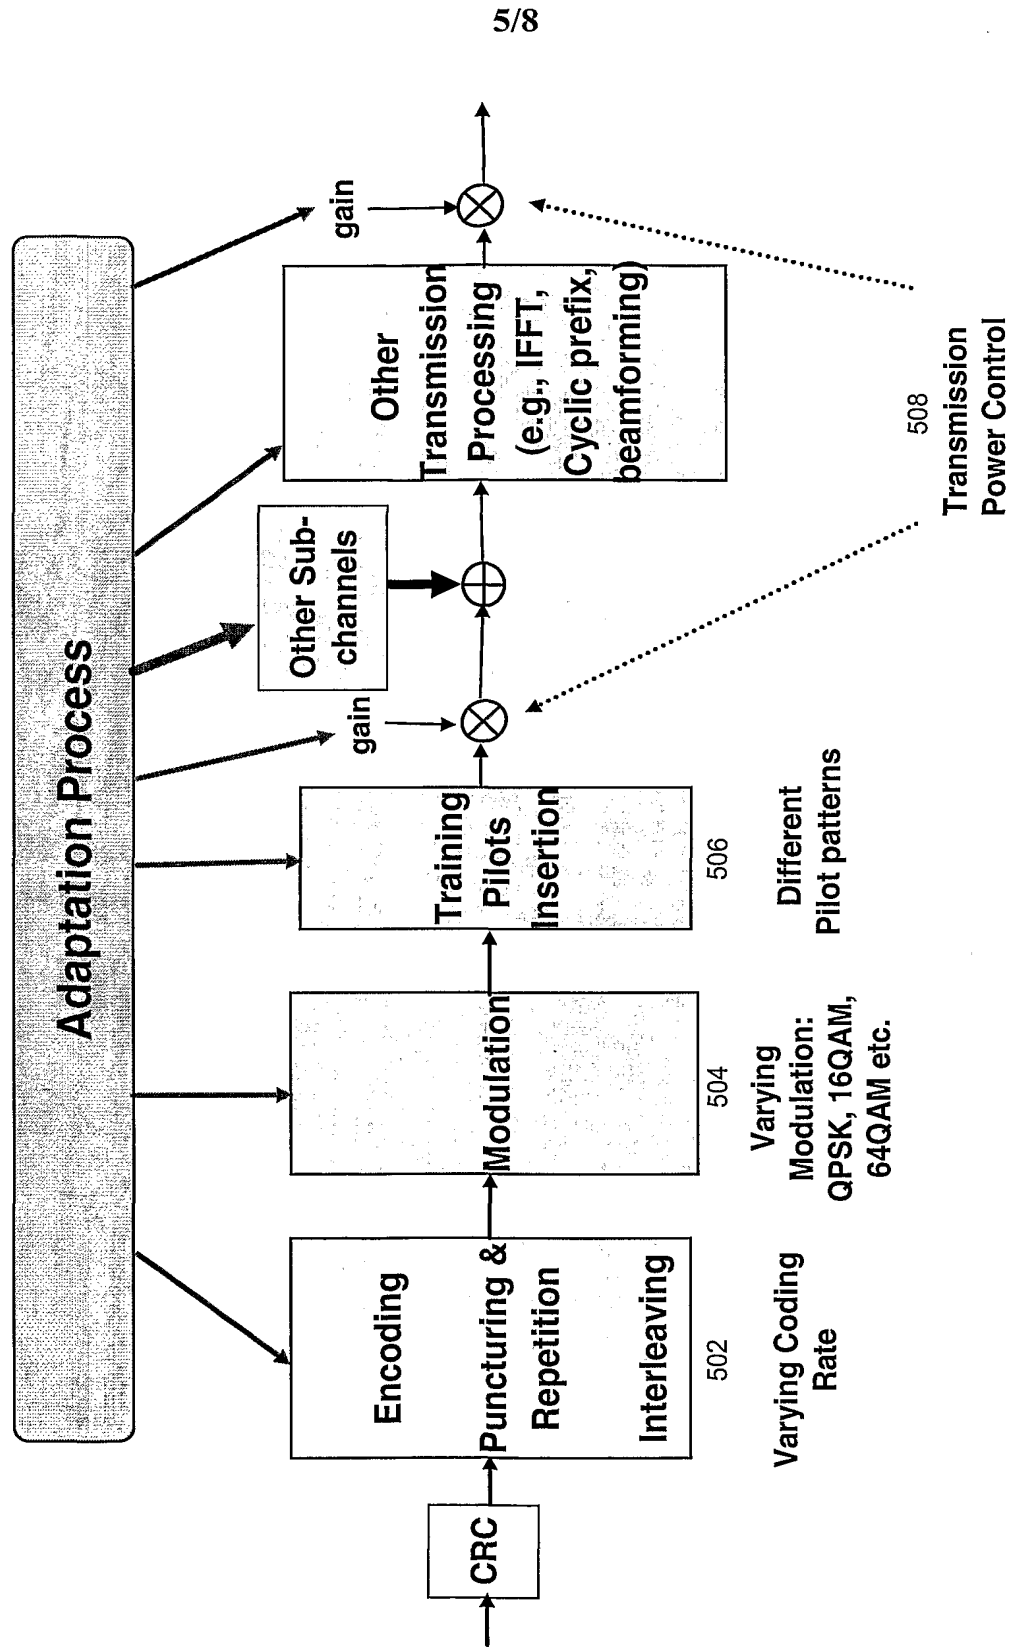 5/8
Adaptation Process
CRC
Encoding
Puncturing &
Repetition
Interleaving
502
Varying Coding
Rate
Modulation
504
Varying
Modulation:
QPSK, 16QAM,
64QAM etc.
Training
Pilots
Insertion
506
Different
Pilot patterns
gain
Other Sub-
channels
Other
Transmission
Processing
(e.g., IFFT,
Cyclic prefix,
beamforming)
gain
508
Transmission
Power Control